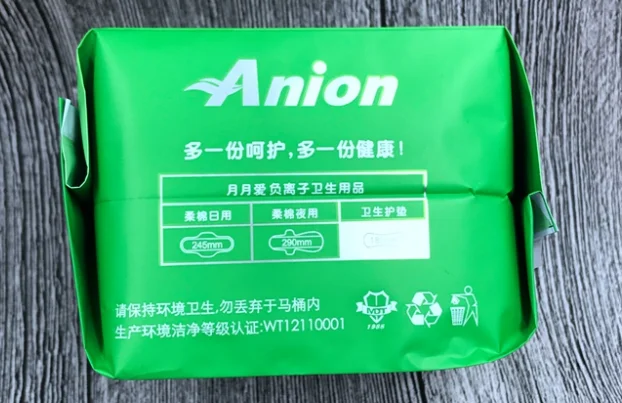 Anion
多一份呵护，多一份健康！
月月爱负离子卫生用品
柔棉日用 柔棉夜用 卫生护垫
245mm 290mm
请保持环境卫生,勿丢弃于马桶内
生产环境洁净等级认证:WT12110001
1988